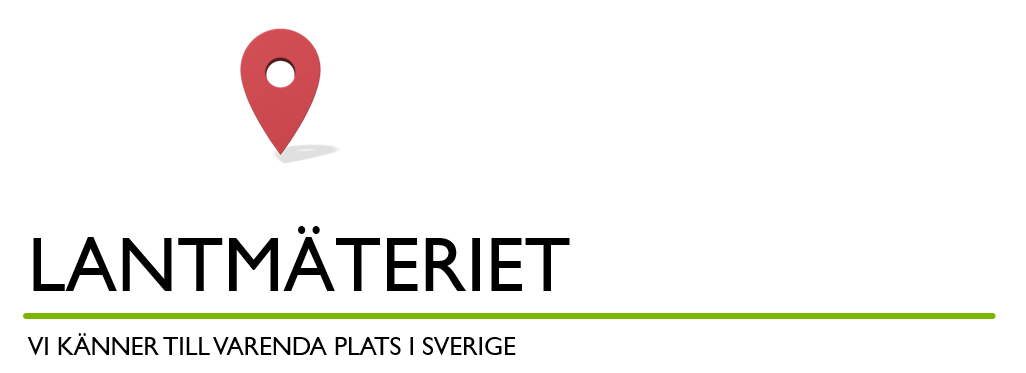 LANTMÄTERIET
VI KÄNNER TILL VARENDA PLATS I SVERIGE